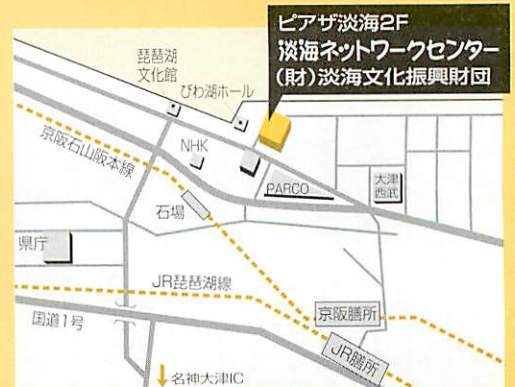 ピアザ淡海2F
淡海ネットワークセンター
(財)淡海文化振興財団
琵琶湖
文化館
びわ湖ホール
京阪石山阪本線
NHK
PARCO
大津
西武
石場
県庁
JR琵琶湖線
京阪膳所
国道1号
JR膳所
名神大津IC